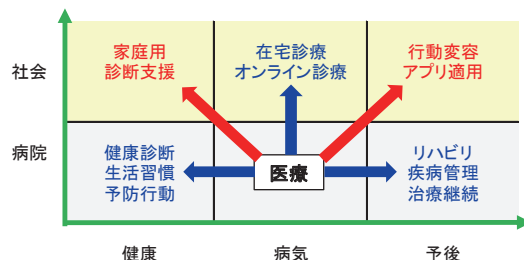 社会
家庭用
診断支援
在宅診療
オンライン診療
行動変容
アプリ適用
病院
健康診断
生活習慣
予防行動
医療
リハビリ
疾病管理
治療継続
健康
病気
予後